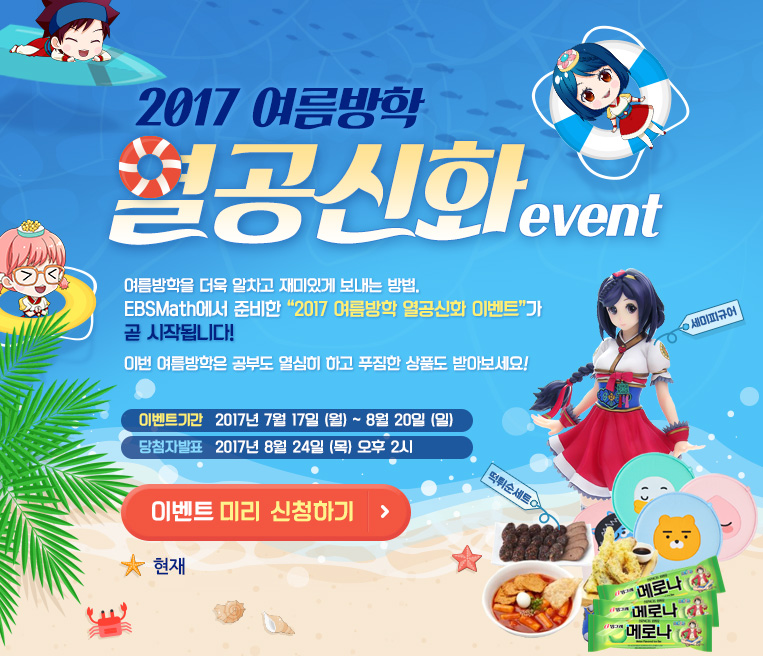 2017 여름방학
열공신화 event
여름방학을 더욱 알차고 재미있게 보내는 방법.
EBSMath에서 준비한 “2017 여름방학 열공신화 이벤트”가
곧 시작됩니다!
이번 여름방학은 공부도 열심히 하고 푸짐한 상품도 받아보세요!
세미피규어
이벤트기간 2017년 7월 17일 (월) ~ 8월 20일 (일)
당첨자발표 2017년 8월 24일 (목) 오후 2시
떡튀순세트
이벤트 미리 신청하기
현재
메로나
빙그레 메로나
빙그레 메로나